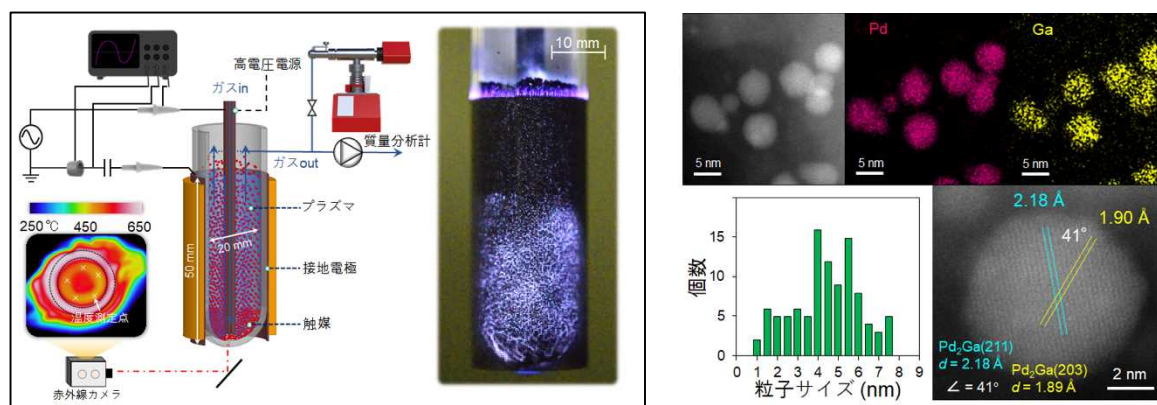 高電圧電源
ガスin
10 mm
質量分析計
ガスout
プラズマ
250 ℃ 450 650
20 mm
50 mm
接地電極
温度測定点
触媒
赤外線カメラ
Pd
Ga
5 nm
5 nm
5 nm
個数
15
10
5
0
0 1 2 3 4 5 6 7 8 9
粒子サイズ (nm)
2.18 Å
1.90 Å
41°
Pd₂Ga(211)
d = 2.18 Å
∠ = 41°
Pd₂Ga(203)
d = 1.89 Å
2 nm